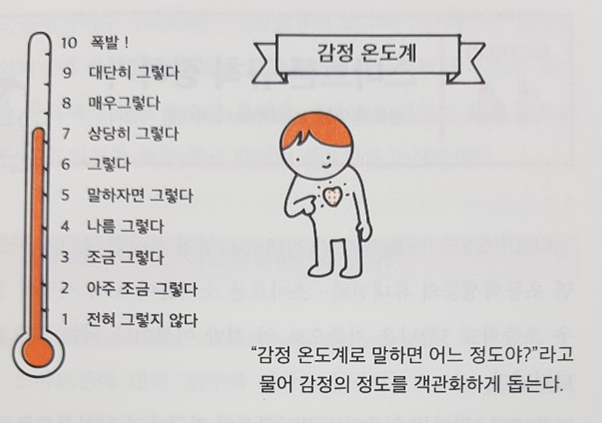 감정 온도계
10 폭발 !
9 대단히 그렇다
8 매우그렇다
7 상당히 그렇다
6 그렇다
5 말하자면 그렇다
4 나름 그렇다
3 조금 그렇다
2 아주 조금 그렇다
1 전혀 그렇지 않다
“감정 온도계로 말하면 어느 정도야?”라고
물어 감정의 정도를 객관화하게 돕는다.